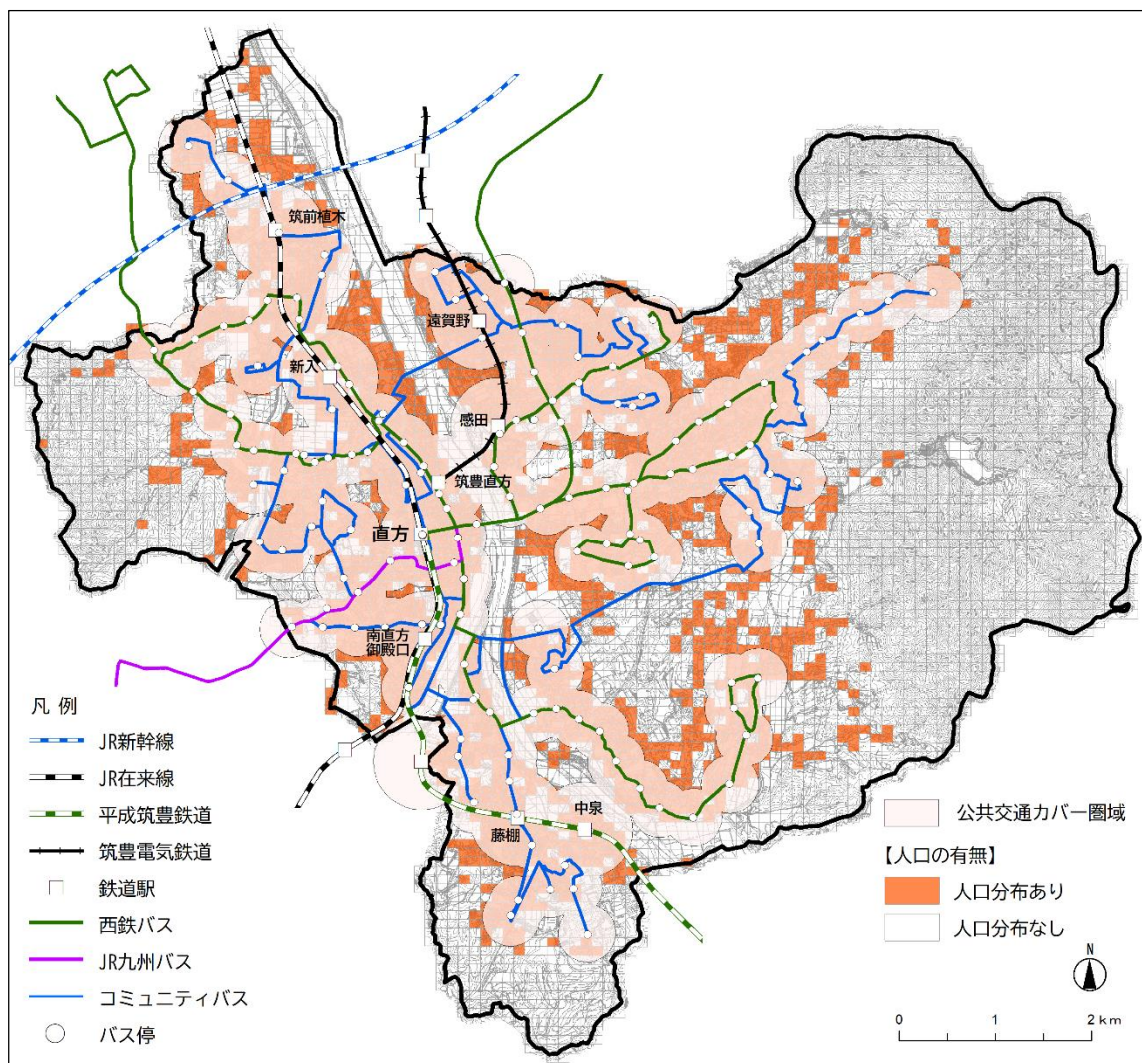 筑前植木
遠賀野
新入
感田
筑豊直方
直方
南直方
御殿口
中泉
藤棚
凡 例
JR新幹線
JR在来線
平成筑豊鉄道
筑豊電気鉄道
鉄道駅
西鉄バス
JR九州バス
コミュニティバス
バス停
公共交通カバー圏域
【人口の有無】
人口分布あり
人口分布なし
N
0 1 2 km